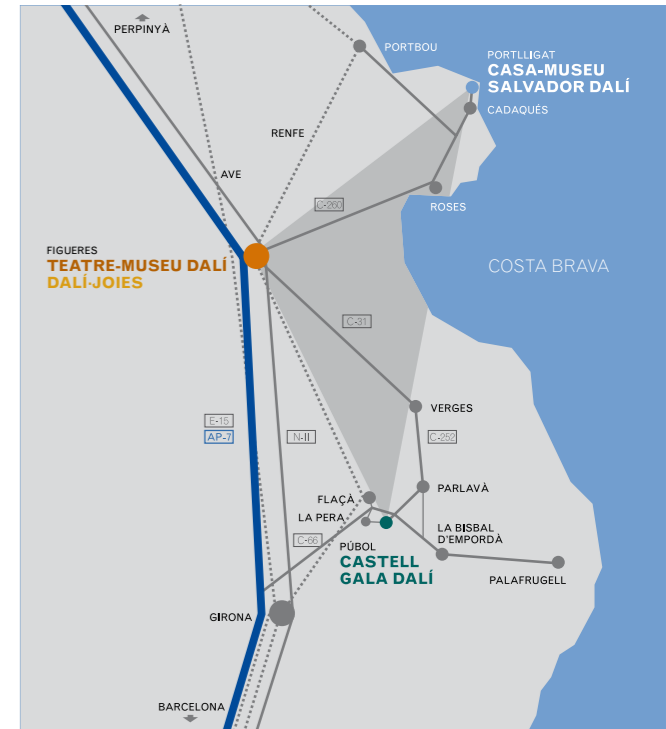 PERPINYÀ
PORTBOU
PORTLLIGAT
CASA-MUSEU
SALVADOR DALÍ
CADAQUÉS
RENFE
AVE
C-260
ROSES
FIGUERES
TEATRE-MUSEU DALÍ
DALÍ·JOIES
COSTA BRAVA
C-31
VERGES
E-15
AP-7
N-II
C-252
FLAÇÀ
PARLAVÀ
LA PERA
C-66
LA BISBAL
D'EMPORDÀ
PÚBOL
CASTELL
GALA DALÍ
PALAFRUGELL
GIRONA
BARCELONA